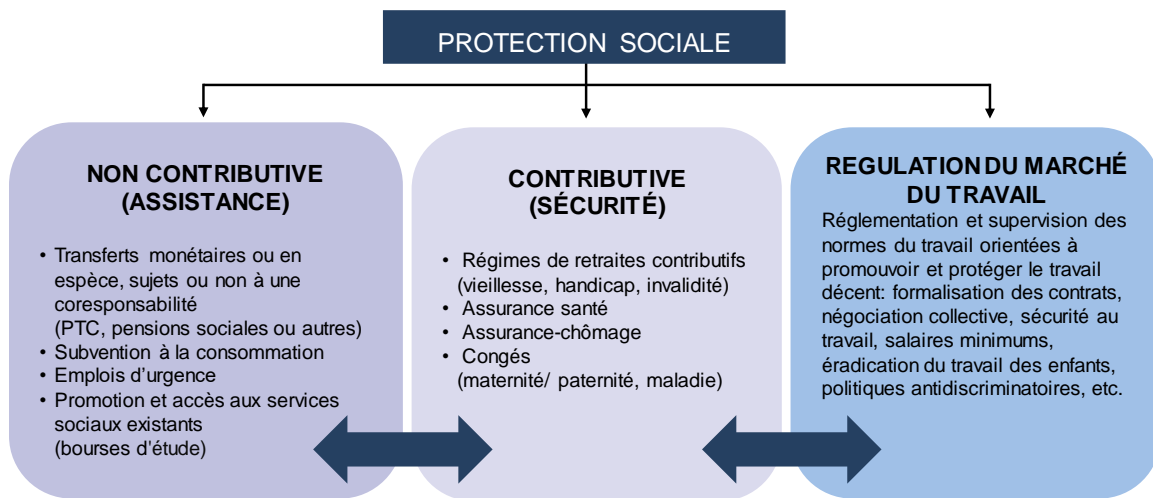 PROTECTION SOCIALE
NON CONTRIBUTIVE
(ASSISTANCE)
• Transferts monétaires ou en
espèce, sujets ou non à une
coresponsabilité
(PTC, pensions sociales ou autres)
• Subvention à la consommation
• Emplois d'urgence
• Promotion et accès aux services
sociaux existants
(bourses d'étude)
CONTRIBUTIVE
(SÉCURITÉ)
• Régimes de retraites contributifs
(vieillesse, handicap, invalidité)
• Assurance santé
• Assurance-chômage
• Congés
(maternité/ paternité, maladie)
REGULATION DU MARCHÉ
DU TRAVAIL
Réglementation et supervision des
normes du travail orientées à
promouvoir et protéger le travail
décent: formalisation des contrats,
négociation collective, sécurité au
travail, salaires minimums,
éradication du travail des enfants,
politiques antidiscriminatoires, etc.